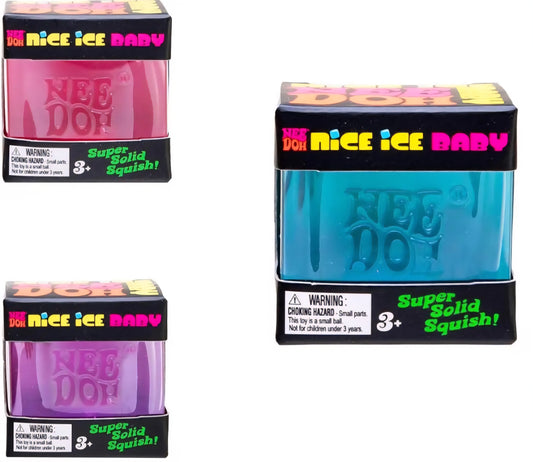 NEE DOH NICE ICE BABY
NEE
DOH
WARNING:
CHOKING HAZARD - Small parts.
This toy is a small ball.
Not for children under 3 years.
3+
Super
Solid
Squish!
DOH
NEE DOH NICE ICE BABY
NEE
DOH
WARNING:
CHOKING HAZARD - Small parts.
This toy is a small ball.
Not for children under 3 years.
3+
Super
Solid
Squish!
DOH
NEE DOH NICE ICE BABY
NEE
DOH
WARNING:
CHOKING HAZARD - Small parts.
This toy is a small ball.
Not for children under 3 years.
3+
Super
Solid
Squish!